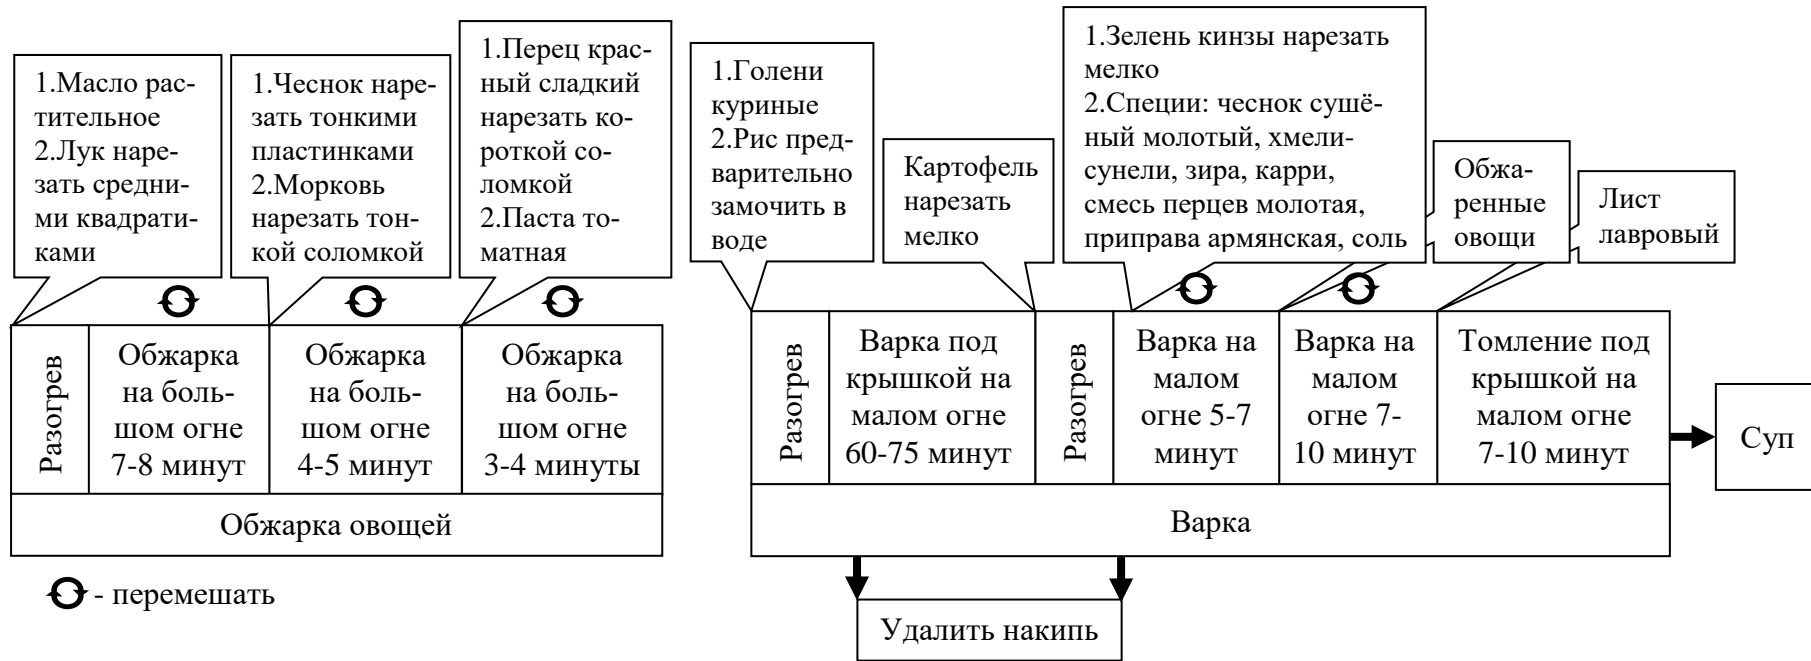 1.Масло рас-
тительное
2.Лук наре-
зать средни-
ми квадрати-
ками
1.Чеснок наре-
зать тонкими
пластинками
2.Морковь
нарезать тон-
кой соломкой
1.Перец крас-
ный сладкий
нарезать ко-
роткой со-
ломкой
2.Паста то-
матная
Разогрев
Обжарка
на боль-
шом огне
7-8 минут
Обжарка
на боль-
шом огне
4-5 минут
Обжарка
на боль-
шом огне
3-4 минуты
Обжарка овощей
- перемешать
1.Голени
куриные
2.Рис пред-
варительно
замочить в
воде
Картофель
нарезать
мелко
1.Зелень кинзы нарезать
мелко
2.Специи: чеснок сушё-
ный молотый, хмели-
сунели, зира, карри,
смесь перцев молотая,
приправа армянская, соль
Обжа-
ренные
овощи
Лист
лавровый
Разогрев
Варка под
крышкой на
малом огне
60-75 минут
Разогрев
Варка на
малом
огне 5-7
минут
Варка на
малом
огне 7-
10 минут
Томление под
крышкой на
малом огне
7-10 минут
Варка
Суп
Удалить накипь